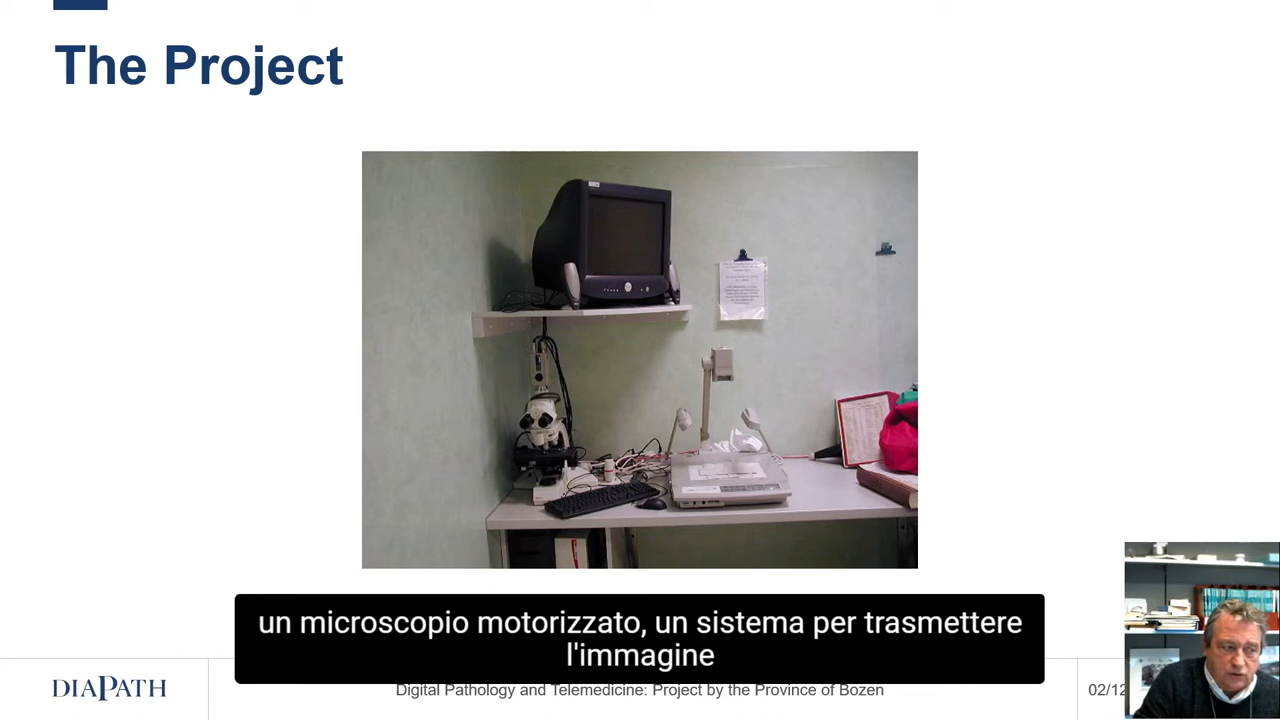 The Project
un microscopio motorizzato, un sistema per trasmettere
l'immagine
DIAPATH
Digital Pathology and Telemedicine: Project by the Province of Bozen
02/12